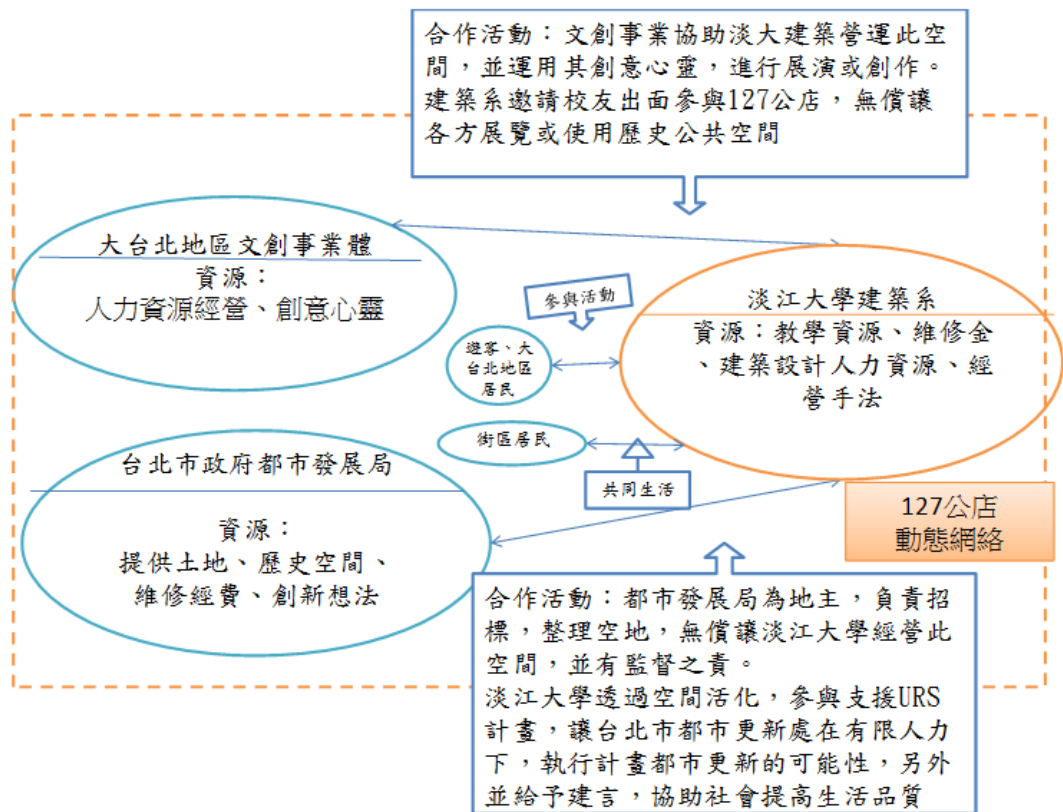 合作活動：文創事業協助淡大建築營運此空
間，並運用其創意心靈，進行展演或創作。
建築系邀請校友出面參與127公店，無償讓
各方展覽或使用歷史公共空間
大台北地區文創事業體
資源：
人力資源經營、創意心靈
參與活動
淡江大學建築系
資源：教學資源、維修金
、建築設計人力資源、經
營手法
遊客、大
台北地區
居民
街區居民
共同生活
台北市政府都市發展局
資源：
提供土地、歷史空間、
維修經費、創新想法
127公店
動態網絡
合作活動：都市發展局為地主，負責招
標，整理空地，無償讓淡江大學經營此
空間，並有監督之責。
淡江大學透過空間活化，參與支援URS
計畫，讓台北市都市更新處在有限人力
下，執行計畫都市更新的可能性，另外
並給予建言，協助社會提高生活品質